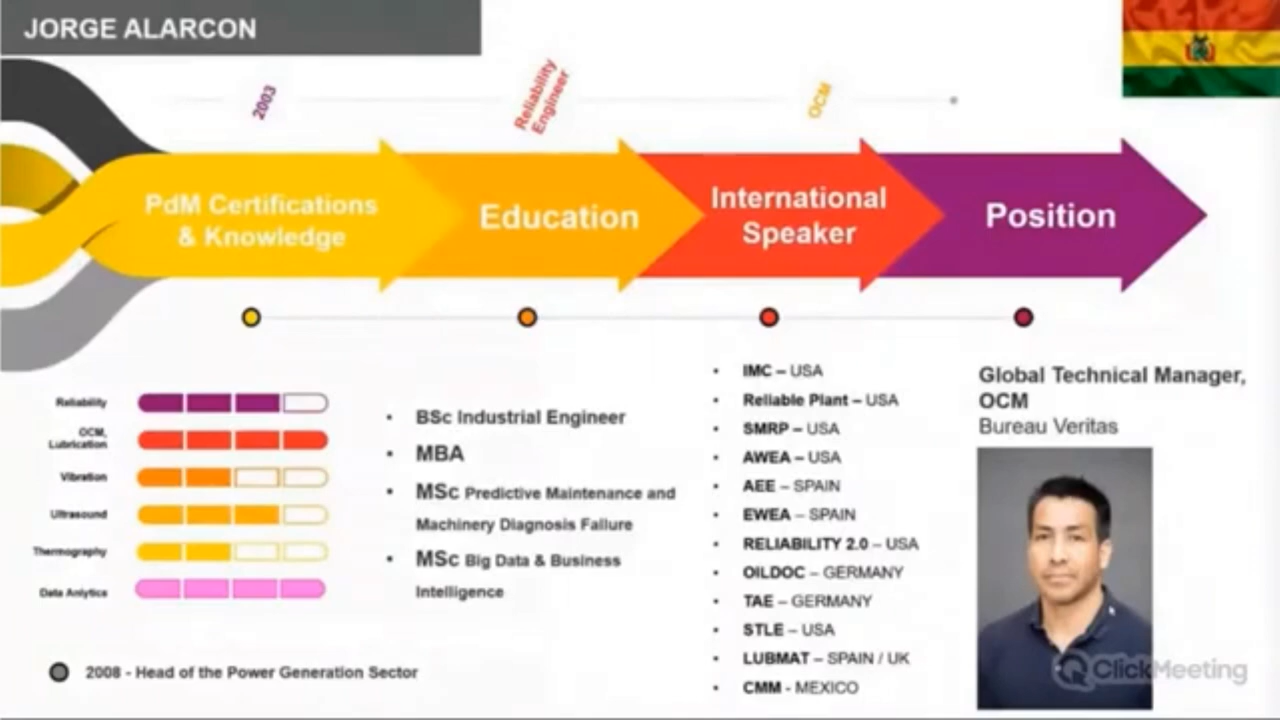 JORGE ALARCON
2003
Reliability
Engineer
OCM
PdM Certifications
& Knowledge
Education
International
Speaker
Position
Reliability
OCM,
Lubrication
Vibration
Ultrasound
Thermography
Data Anlytics
• BSc Industrial Engineer
• MBA
• MSc Predictive Maintenance and
Machinery Diagnosis Failure
• MSc Big Data & Business
Intelligence
• IMC – USA
• Reliable Plant – USA
• SMRP – USA
• AWEA – USA
• AEE – SPAIN
• EWEA – SPAIN
• RELIABILITY 2.0 – USA
• OILDOC – GERMANY
• TAE – GERMANY
• STLE – USA
• LUBMAT – SPAIN / UK
• CMM - MEXICO
Global Technical Manager,
OCM
Bureau Veritas
2008 - Head of the Power Generation Sector
ClickMeeting